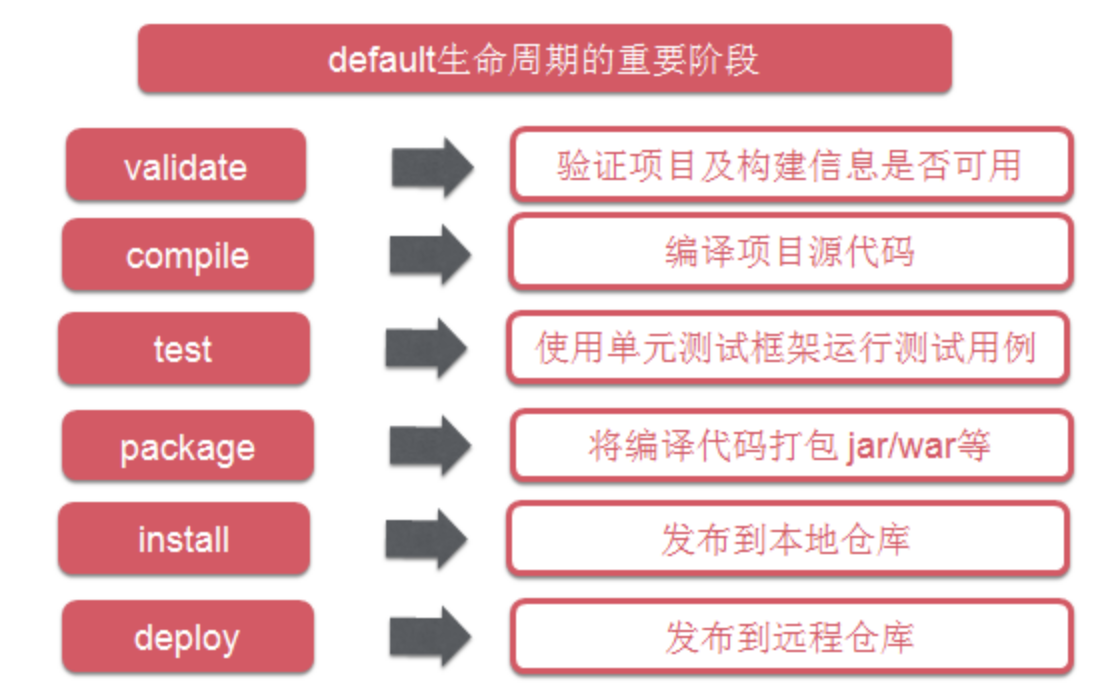 default生命周期的重要阶段
validate
验证项目及构建信息是否可用
compile
编译项目源代码
test
使用单元测试框架运行测试用例
package
将编译代码打包 jar/war等
install
发布到本地仓库
deploy
发布到远程仓库